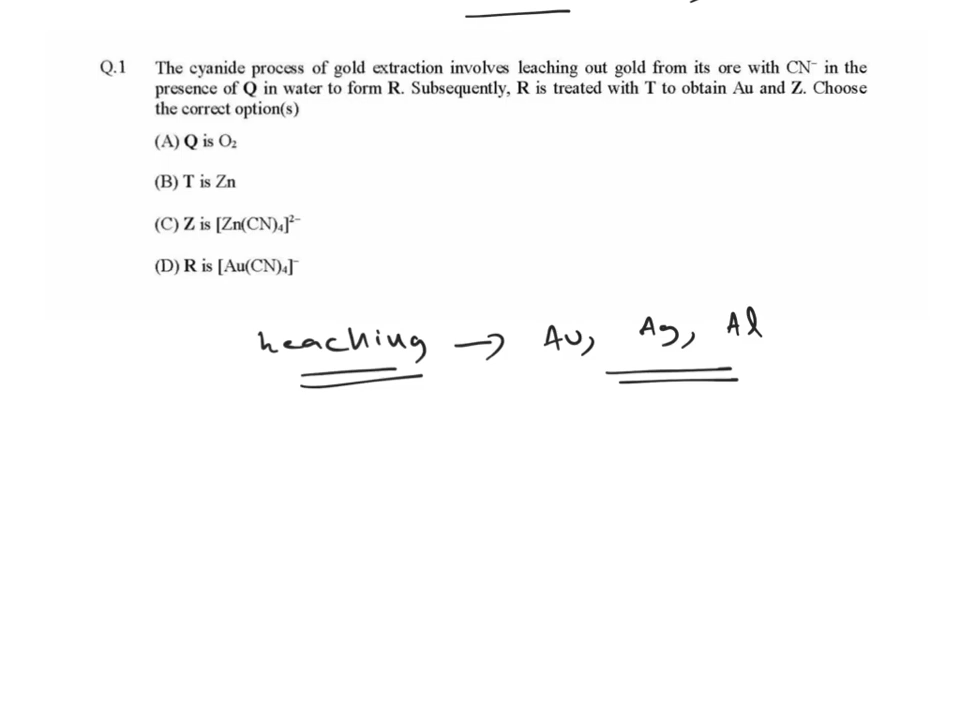 Q.1 The cyanide process of gold extraction involves leaching out gold from its ore with CN⁻ in the
presence of Q in water to form R. Subsequently, R is treated with T to obtain Au and Z. Choose
the correct option(s)
(A) Q is O₂
(B) T is Zn
(C) Z is [Zn(CN)₄]²⁻
(D) R is [Au(CN)₄]⁻
heaching → Au, Ag, Al